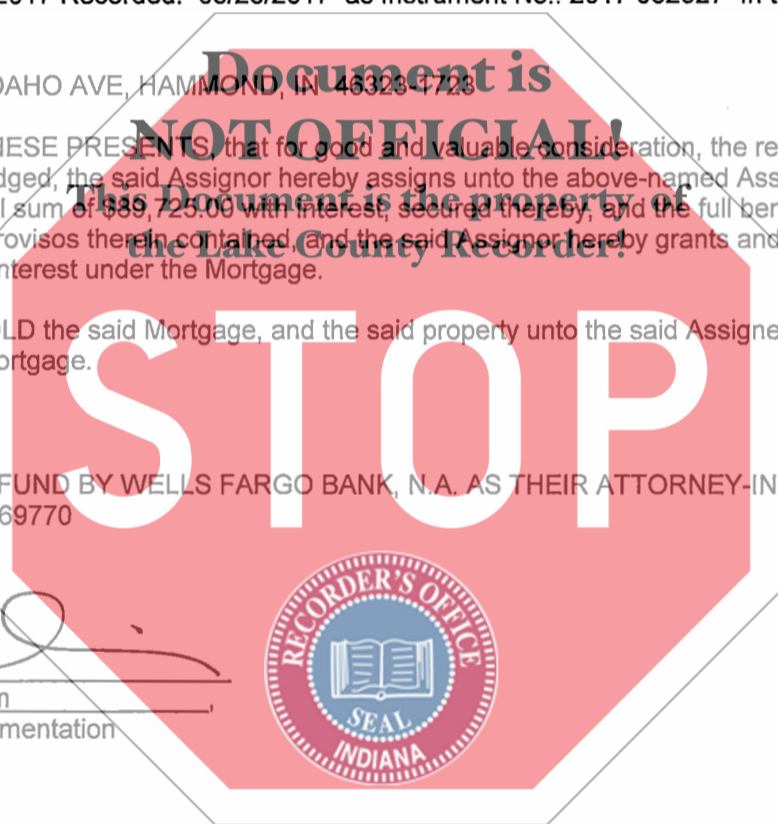 DAHO AVE, HAMMOND, IN 46323-1723
Document is
NOT OFFICIAL!
HESE PRESENTS, that for good and valuable consideration, the re
dged, the said Assignor hereby assigns unto the above-named Ass
This Document is the property of
l sum of $89,725.00 with interest, secured thereby, and the full ben
the Lake County Recorder!
rovisos therein contained, and the said Assignor hereby grants and
nterest under the Mortgage.
LD the said Mortgage, and the said property unto the said Assigne
ortgage.
STOP
FUND BY WELLS FARGO BANK, N.A. AS THEIR ATTORNEY-IN
69770
RECORDER'S OFFICE
SEAL
INDIANA
n
mentation